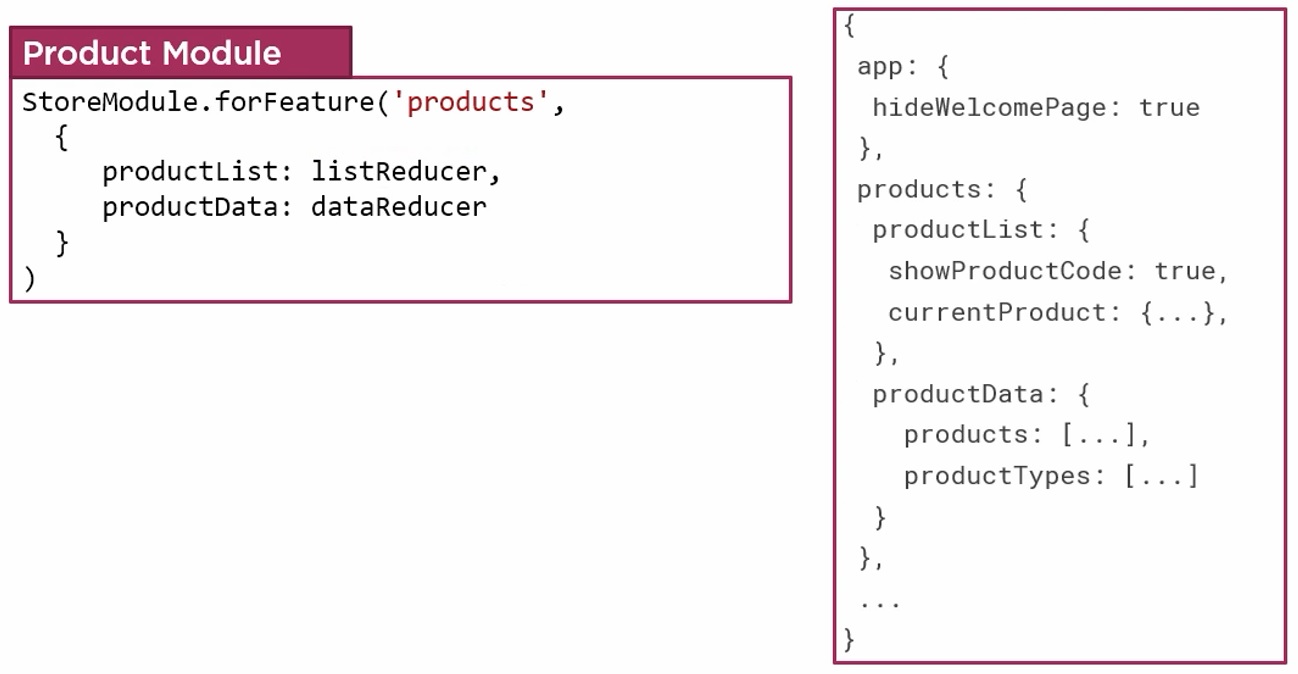 Product Module
StoreModule.forFeature('products',
{
productList: listReducer,
productData: dataReducer
}
)
{
app: {
hideWelcomePage: true
},
products: {
productList: {
showProductCode: true,
currentProduct: {...},
},
productData: {
products: [...],
productTypes: [...]
}
},
...
}